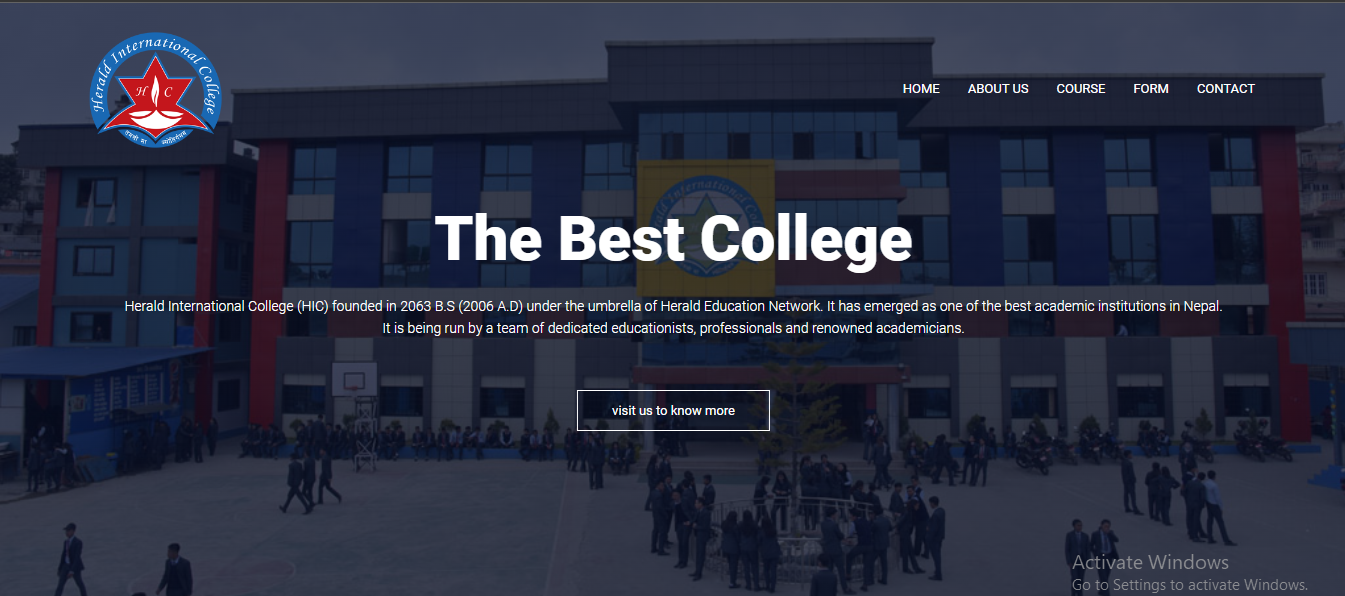 Herald International College
H C
HOME ABOUT US COURSE FORM CONTACT
The Best College
Herald International College (HIC) founded in 2063 B.S (2006 A.D) under the umbrella of Herald Education Network. It has emerged as one of the best academic institutions in Nepal.
It is being run by a team of dedicated educationists, professionals and renowned academicians.
visit us to know more
Activate Windows
Go to Settings to activate Windows.